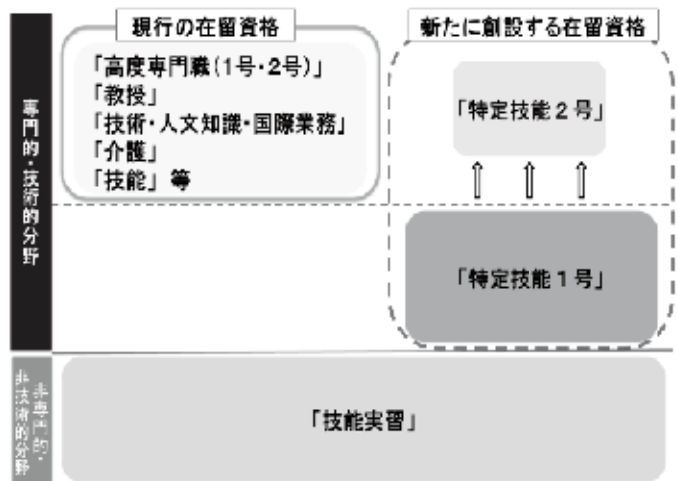 現行の在留資格
「高度専門職(1号・2号)」
「教授」
「技術・人文知識・国際業務」
「介護」
「技能」等
新たに創設する在留資格
「特定技能2号」
「特定技能1号」
専門的・技術的分野
非専門的・
非技術的分野
「技能実習」